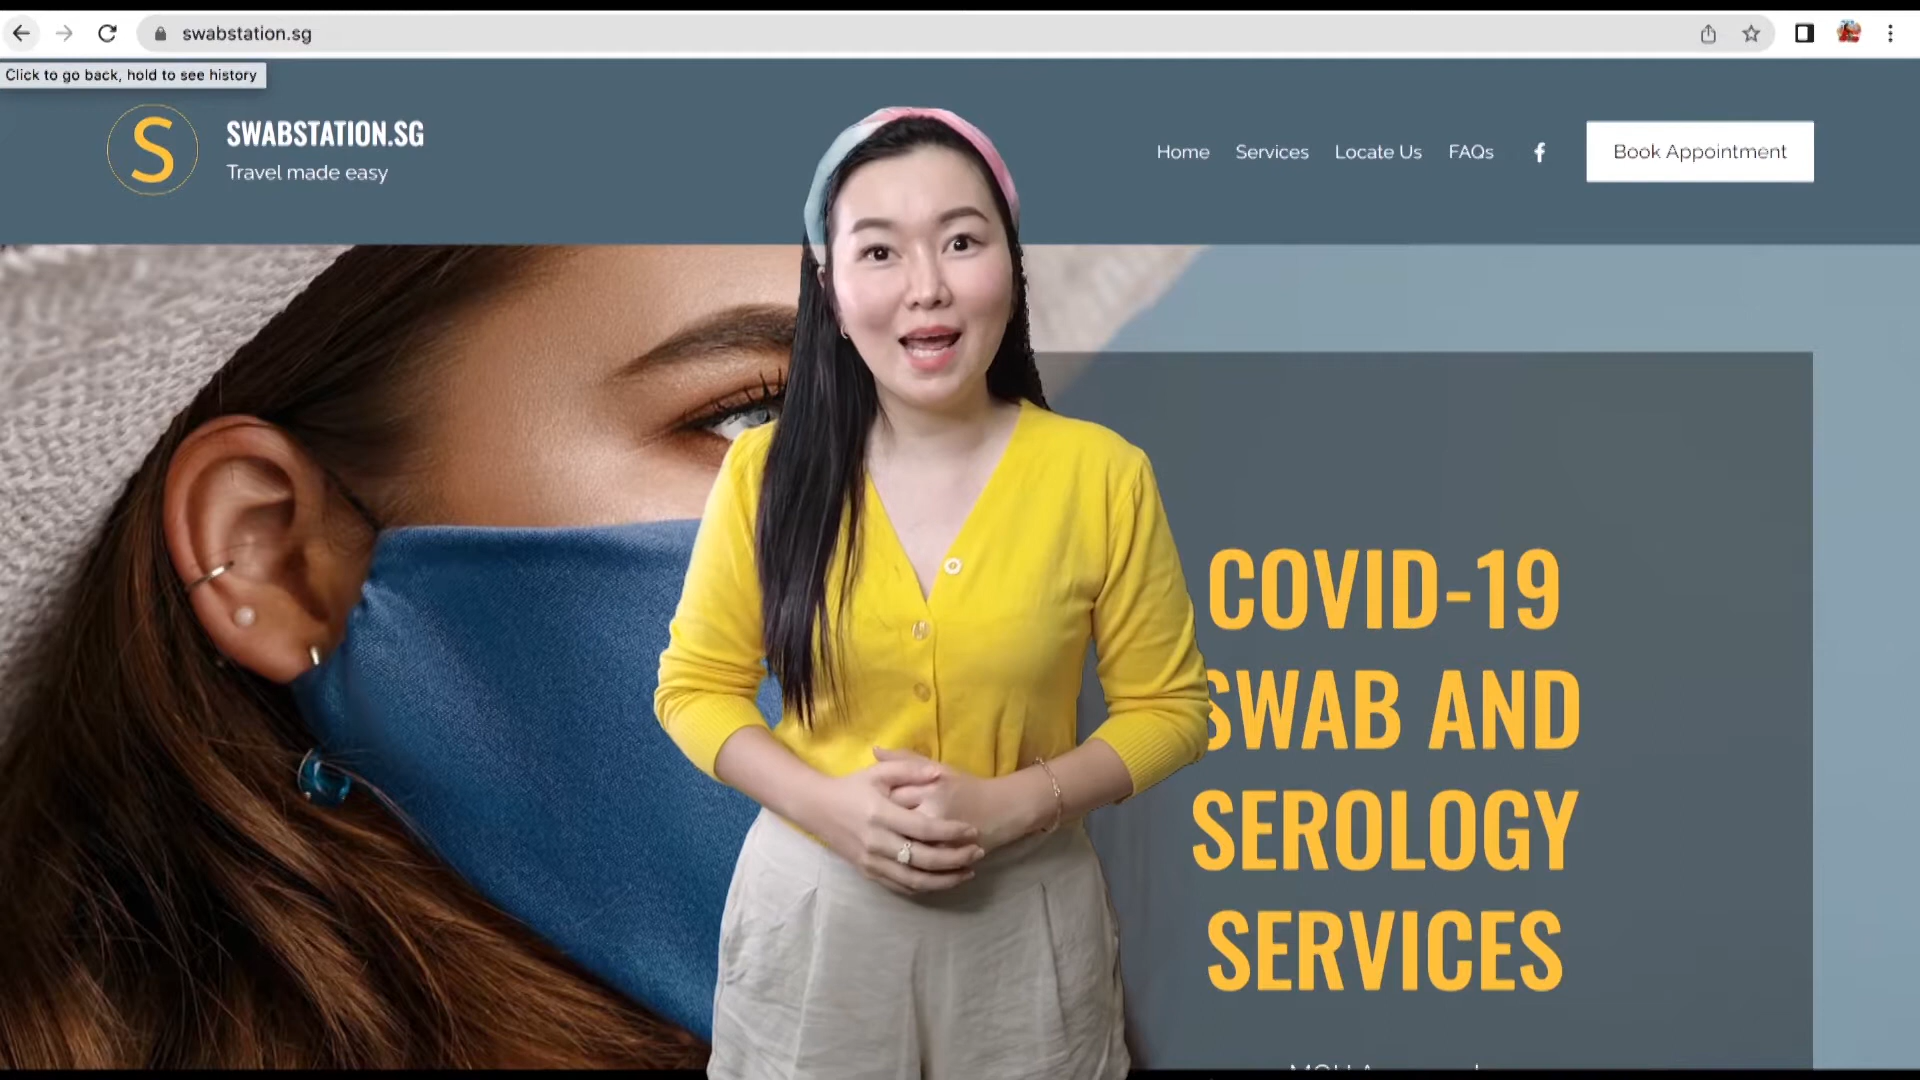 swabstation.sg
Click to go back, hold to see history
S
SWABSTATION.SG
Travel made easy
Home
Services
Locate Us
FAQs
f
Book Appointment
COVID-19
SWAB AND
SEROLOGY
SERVICES